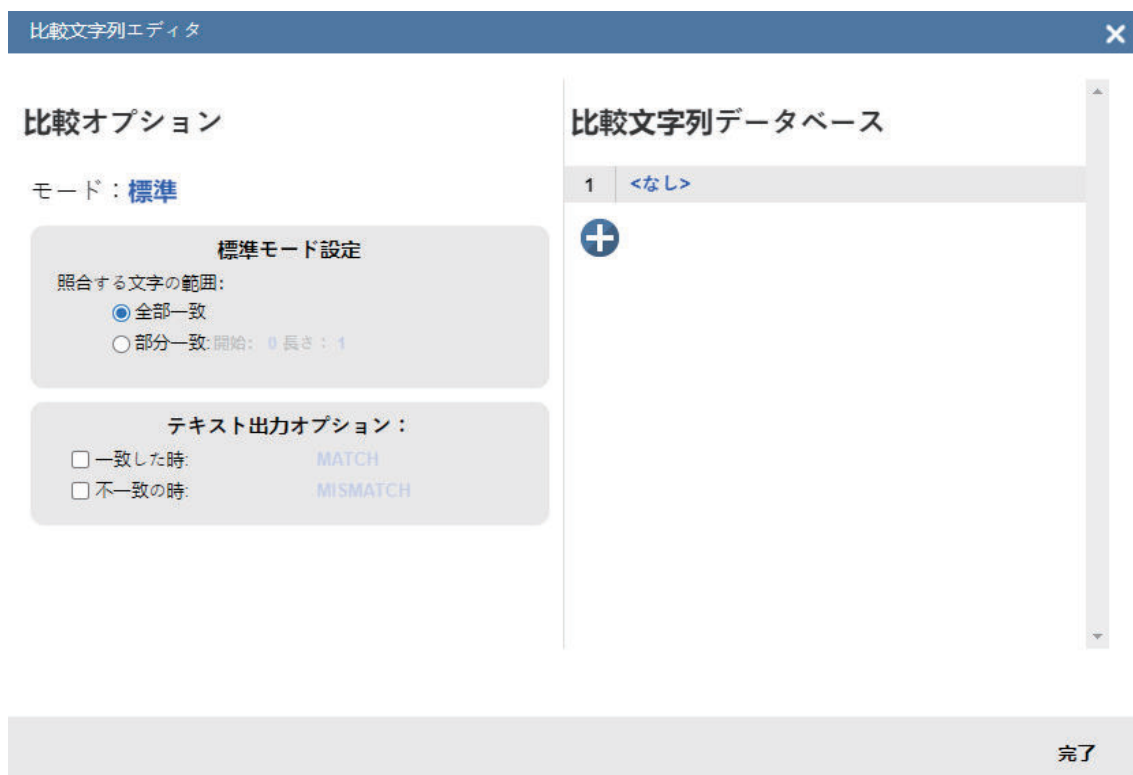 比較文字列エディタ
比較オプション
モード：標準
標準モード設定
照合する文字の範囲:
全部一致
部分一致:開始: 0 長さ： 1
テキスト出力オプション：
一致した時: MATCH
不一致の時: MISMATCH
比較文字列データベース
1 <なし>
完了